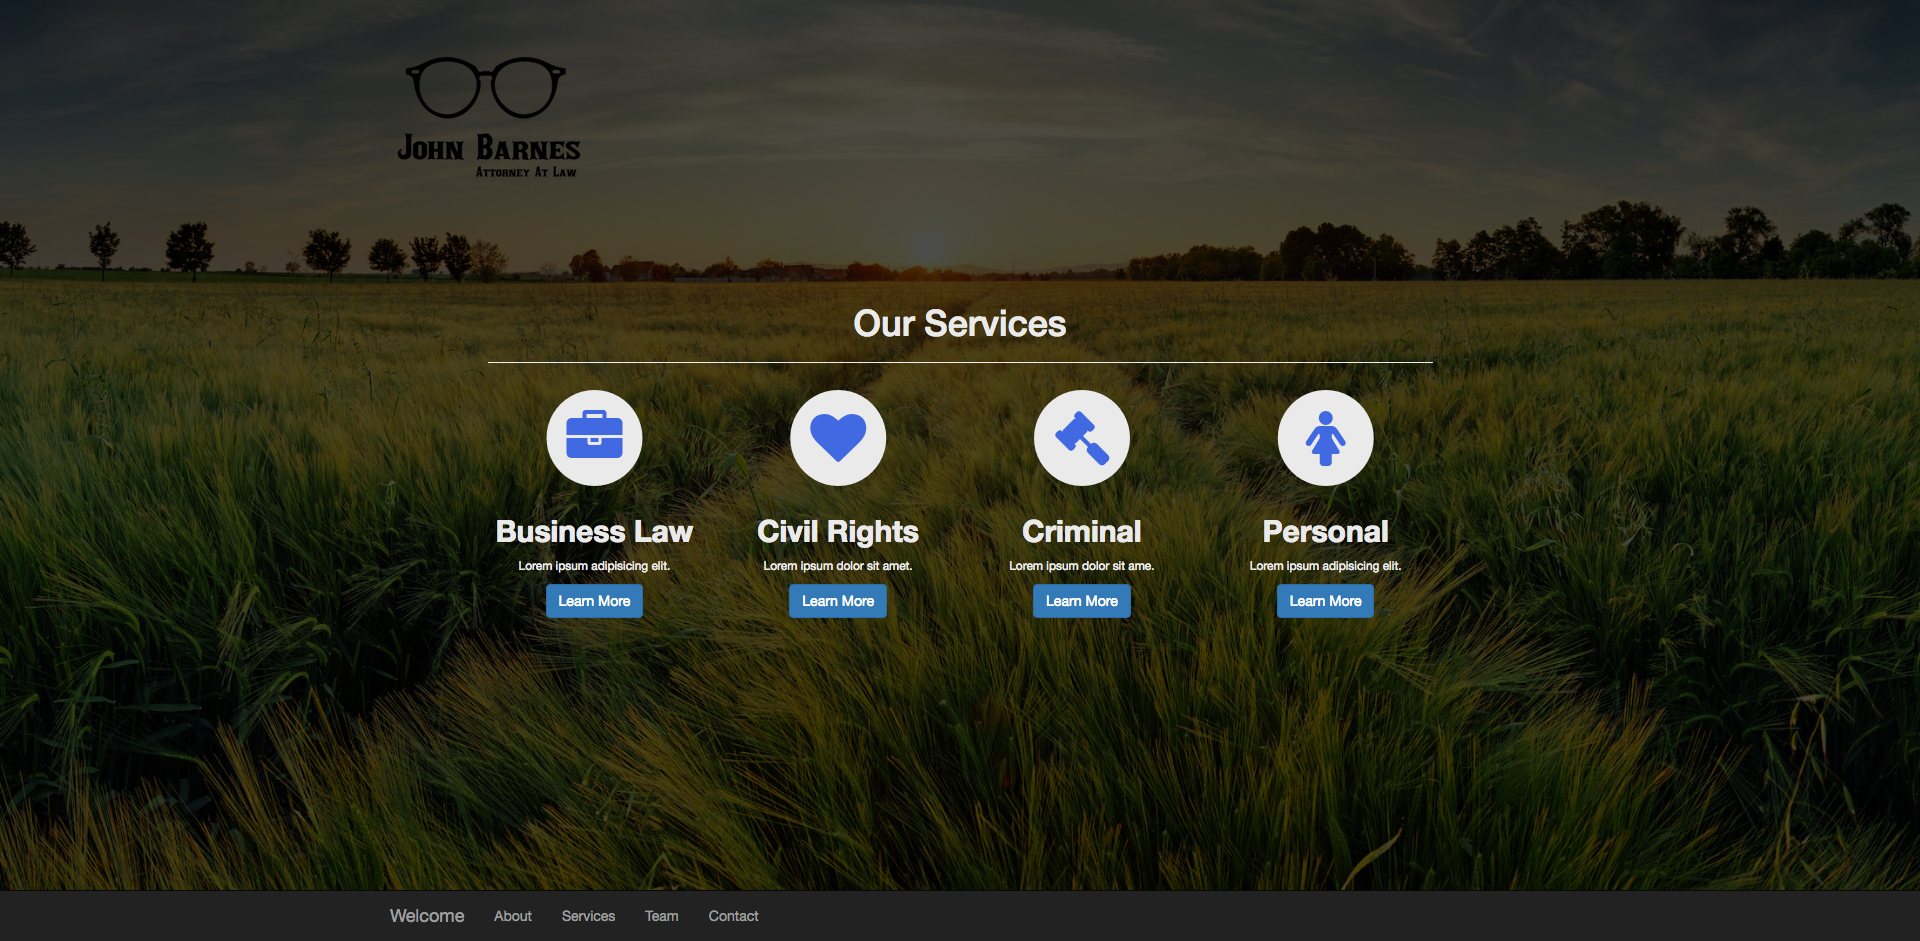 John Barnes
Attorney At Law
Our Services
Business Law
Civil Rights
Criminal
Personal
Lorem ipsum adipisicing elit.
Lorem ipsum dolor sit amet.
Lorem ipsum dolor sit ame.
Lorem ipsum adipisicing elit.
Learn More
Learn More
Learn More
Learn More
Welcome About Services Team Contact